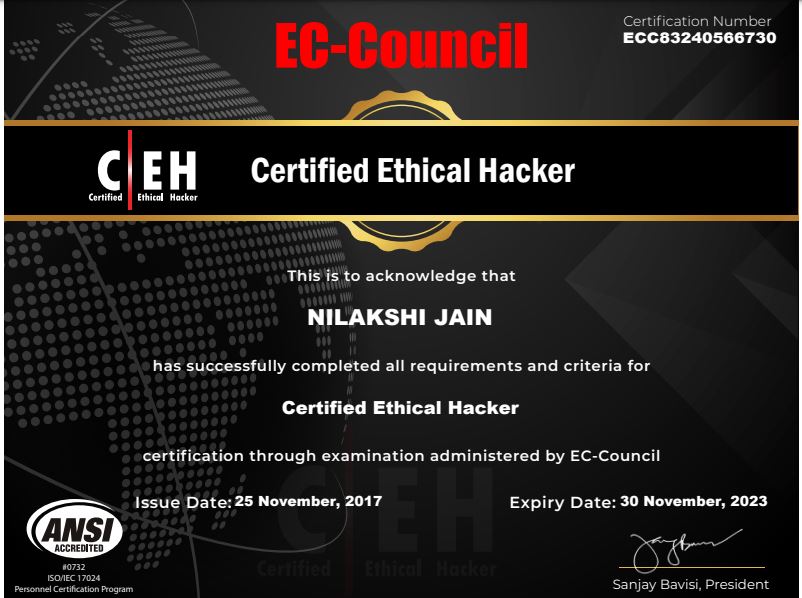 EC-Council
Certification Number
ECC83240566730
C EH
Certified Ethical Hacker
Certified Ethical Hacker
This is to acknowledge that
NILAKSHI JAIN
has successfully completed all requirements and criteria for
Certified Ethical Hacker
certification through examination administered by EC-Council
Issue Date: 25 November, 2017
Expiry Date: 30 November, 2023
C EH
Certified Ethical Hacker
ANSI
ACCREDITED
#0732
ISO/IEC 17024
Personnel Certification Program
Sanjay Bavisi, President